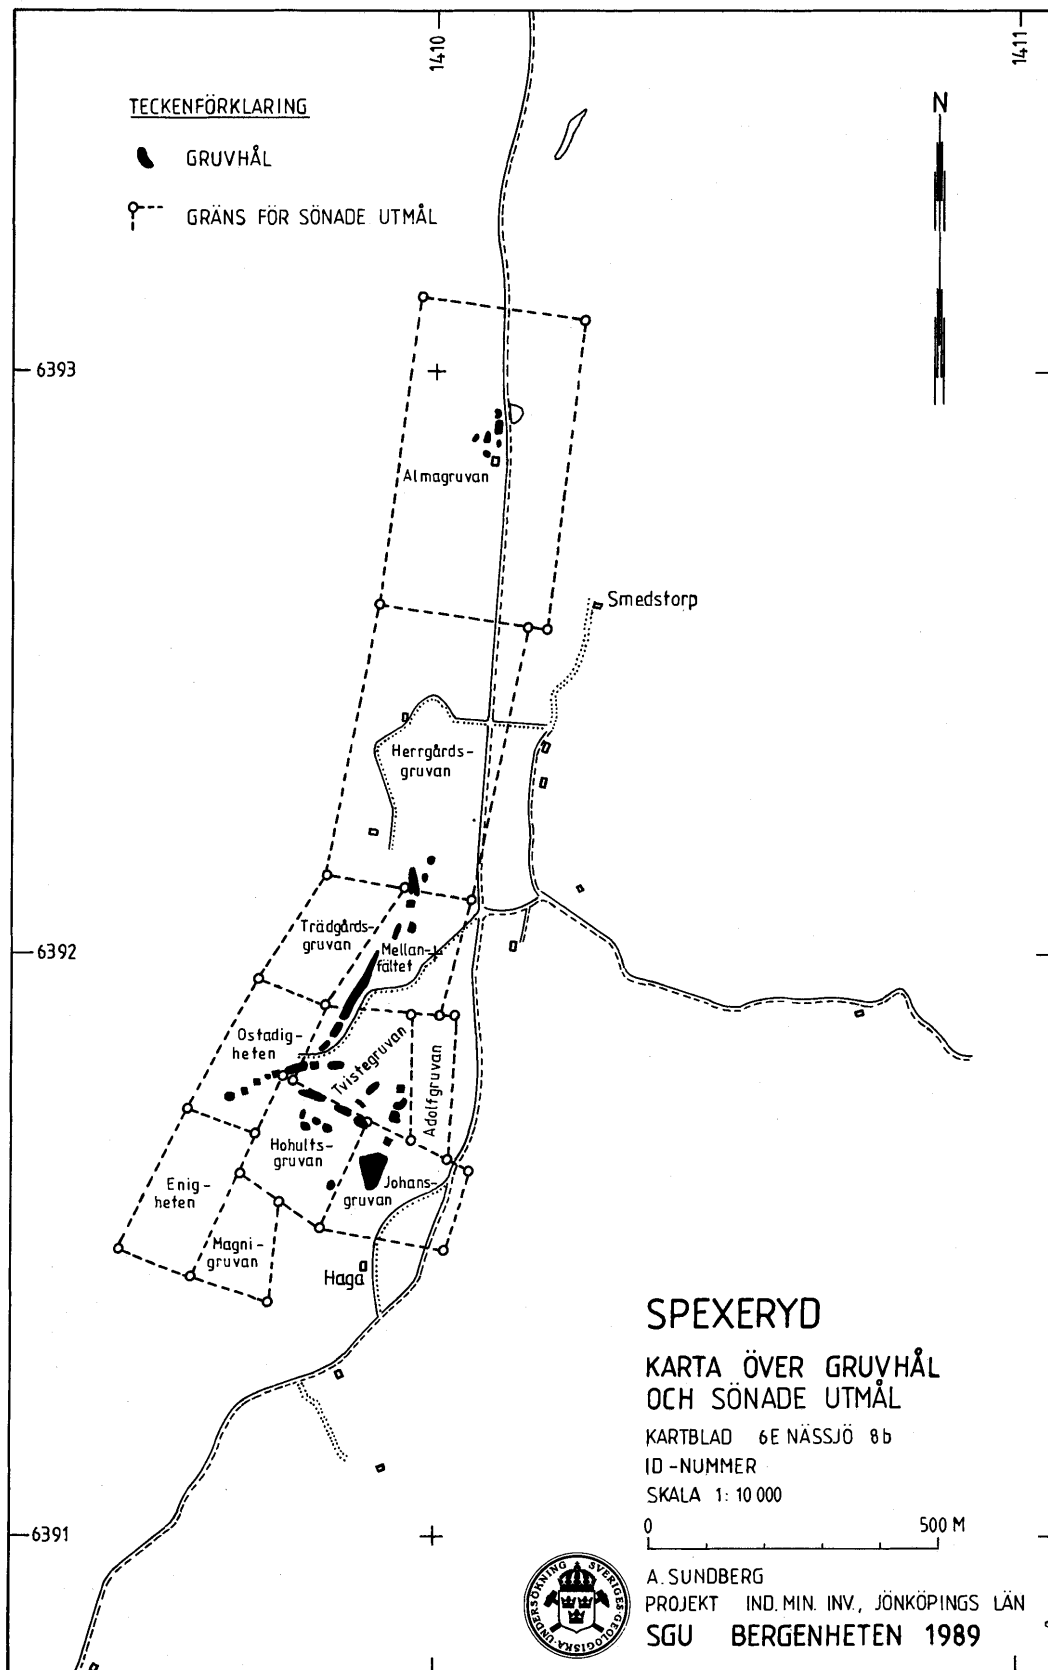 1410
1411
TECKENFÖRKLARING
GRUVHÅL
GRÄNS FÖR SÖNADE UTMÅL
N
6393
Almagruvan
Smedstorp
Herrgårds-
gruvan
Trädgårds-
gruvan
6392
Mellan-
fältet
Ostadig-
heten
Tvistegruvan
Adolfgruvan
Hohults-
gruvan
Enig-
heten
Johans-
gruvan
Magni-
gruvan
Haga
SPEXERYD
KARTA ÖVER GRUVHÅL
OCH SÖNADE UTMÅL
KARTBLAD 6E NÄSSJÖ 8b
ID-NUMMER
SKALA 1:10 000
6391
0 500 M
SVERIGES GEOLOGISKA UNDERSÖKNING
A. SUNDBERG
PROJEKT IND. MIN. INV., JÖNKÖPINGS LÄN
SGU BERGENHETEN 1989